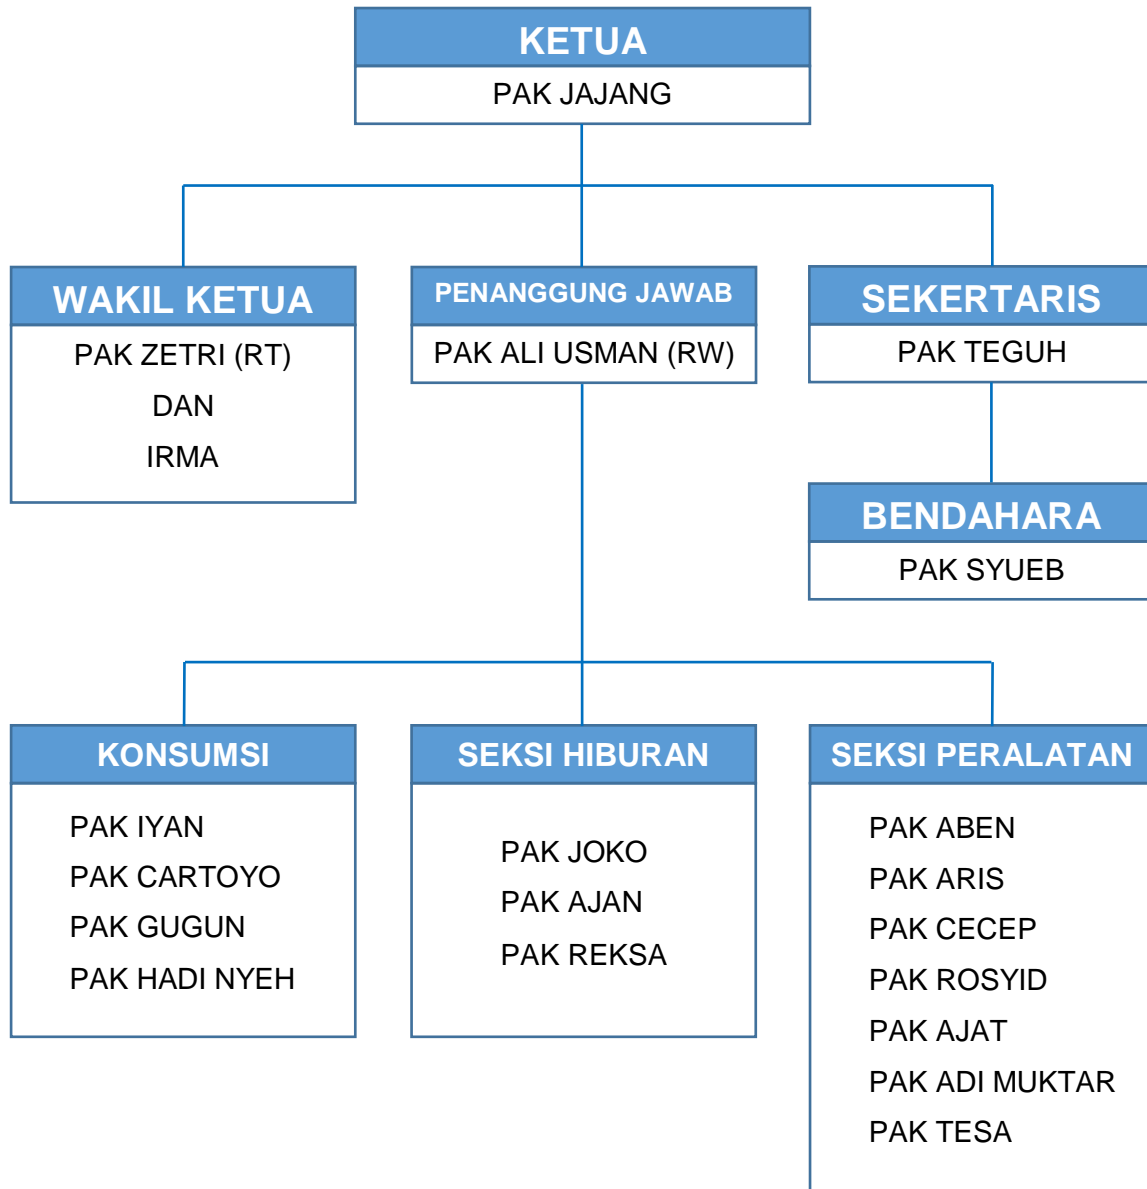 KETUA
PAK JAJANG
WAKIL KETUA
PAK ZETRI (RT)
DAN
IRMA
PENANGGUNG JAWAB
PAK ALI USMAN (RW)
SEKERTARIS
PAK TEGUH
BENDAHARA
PAK SYUEB
KONSUMSI
PAK IYAN
PAK CARTOYO
PAK GUGUN
PAK HADI NYEH
SEKSI HIBURAN
PAK JOKO
PAK AJAN
PAK REKSA
SEKSI PERALATAN
PAK ABEN
PAK ARIS
PAK CECEP
PAK ROSYID
PAK AJAT
PAK ADI MUKTAR
PAK TESA